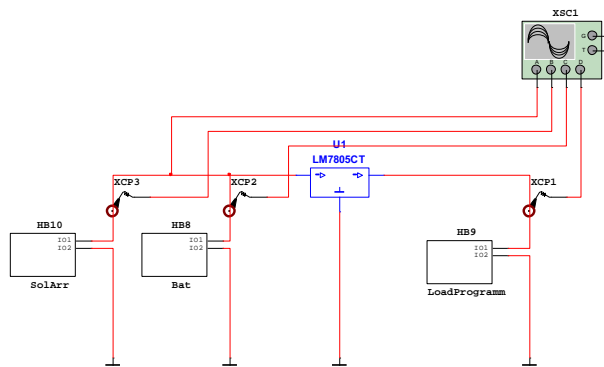 XSC1
G
T
A B C D
U1
LM7805CT
XCP3
XCP2
XCP1
HB10
IO1
IO2
SolArr
HB8
IO1
IO2
Bat
HB9
IO1
IO2
LoadProgramm